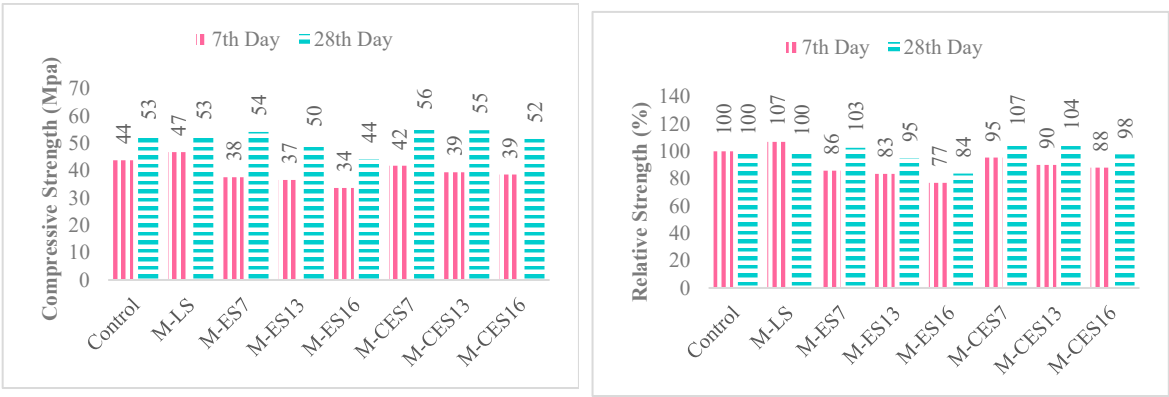 7th Day 28th Day
Compressive Strength (Mpa)
70
60
50
40
30
20
10
0
44 53 47 53 38 54 37 50 34 44 42 56 39 55 39 52
Control M-LS M-ES7 M-ES13 M-ES16 M-CES7 M-CES13 M-CES16
7th Day 28th Day
Relative Strength (%)
140
120
100
80
60
40
20
0
100 100 107 100 86 103 83 95 77 84 95 107 90 104 88 98
Control M-LS M-ES7 M-ES13 M-ES16 M-CES7 M-CES13 M-CES16